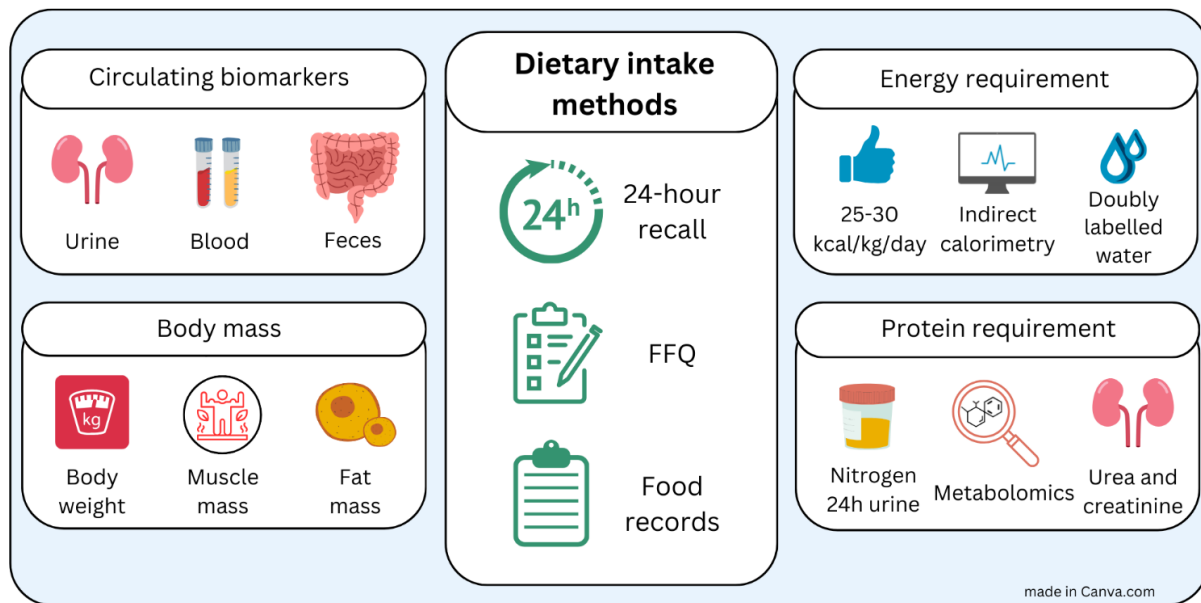 Circulating biomarkers
Urine
Blood
Feces
Body mass
kg
Body
weight
Muscle
mass
Fat
mass
Dietary intake
methods
24h
24-hour
recall
FFQ
Food
records
Energy requirement
25-30
kcal/kg/day
Indirect
calorimetry
Doubly
labelled
water
Protein requirement
Nitrogen
24h urine
Metabolomics
Urea and
creatinine
made in Canva.com